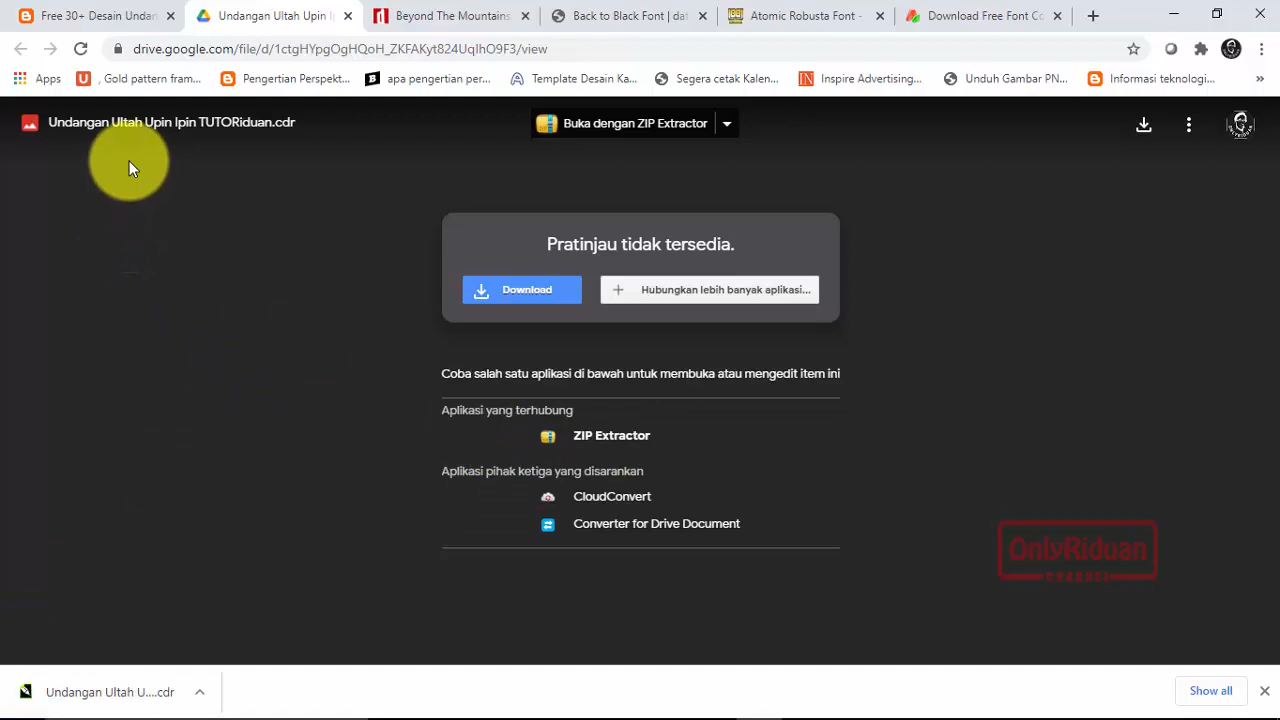 Free 30+ Desain Undan
Undangan Ultah Upin I
Beyond The Mountains
Back to Black Font | daf
Atomic Robusta Font -
Download Free Font Co
drive.google.com/file/d/1ctgHYpgOgHQoH_ZKFAKyt824UqIhO9F3/view
Apps
, Gold pattern fram...
Pengertian Perspekt...
apa pengertian per...
Template Desain Ka...
Segera cetak Kalen...
Inspire Advertising...
Unduh Gambar PN...
Informasi teknologi...
Undangan Ultah Upin Ipin TUTORiduan.cdr
Buka dengan ZIP Extractor
Pratinjau tidak tersedia.
Download
Hubungkan lebih banyak aplikasi...
Coba salah satu aplikasi di bawah untuk membuka atau mengedit item ini
Aplikasi yang terhubung
ZIP Extractor
Aplikasi pihak ketiga yang disarankan
CloudConvert
Converter for Drive Document
OnlyRiduan
Undangan Ultah U....cdr
Show all